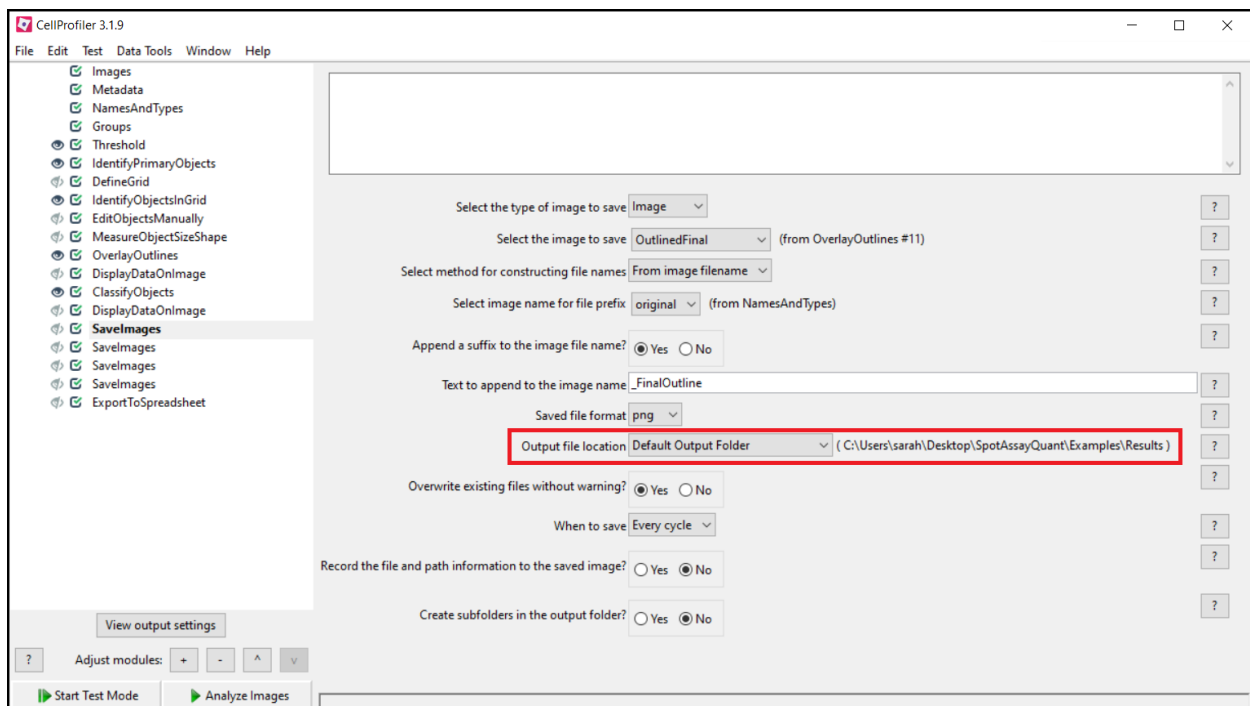 CellProfiler 3.1.9
File Edit Test Data Tools Window Help
Images
Metadata
NamesAndTypes
Groups
Threshold
IdentifyPrimaryObjects
DefineGrid
IdentifyObjectsInGrid
EditObjectsManually
MeasureObjectSizeShape
OverlayOutlines
DisplayDataOnImage
ClassifyObjects
DisplayDataOnImage
SaveImages
SaveImages
SaveImages
SaveImages
ExportToSpreadsheet
View output settings
? Adjust modules: + - ^ v
Start Test Mode Analyze Images
Select the type of image to save Image ?
Select the image to save OutlinedFinal (from OverlayOutlines #11) ?
Select method for constructing file names From image filename ?
Select image name for file prefix original (from NamesAndTypes) ?
Append a suffix to the image file name? Yes No ?
Text to append to the image name _FinalOutline ?
Saved file format png ?
Output file location Default Output Folder ( C:\Users\sarah\Desktop\SpotAssayQuant\Examples\Results ) ?
Overwrite existing files without warning? Yes No ?
When to save Every cycle ?
Record the file and path information to the saved image? Yes No ?
Create subfolders in the output folder? Yes No ?